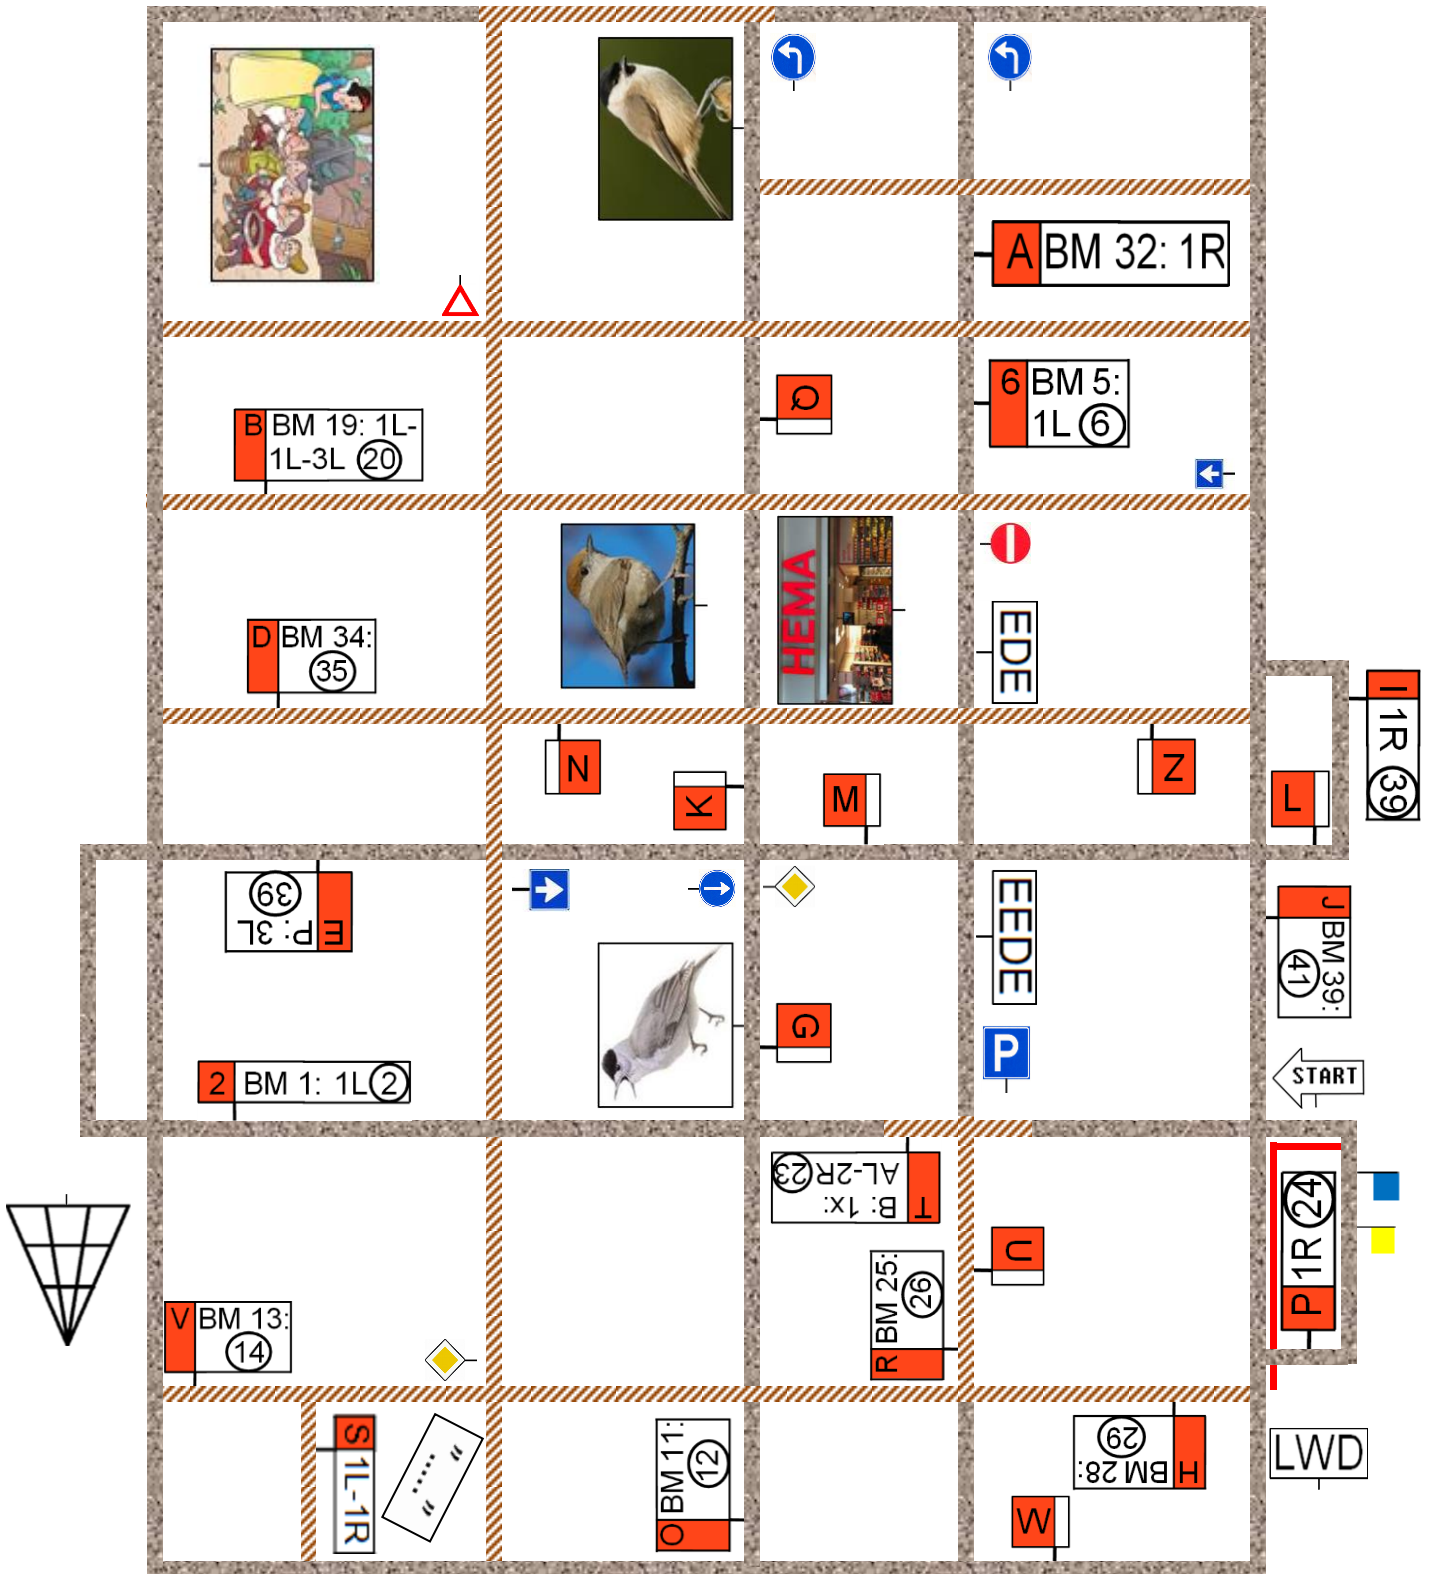 A BM 32: 1R
Q
6 BM 5:
1L 6
B BM 19: 1L-
1L-3L 20
HEMA
EDE
D BM 34:
35
I 1R 39
N
K
M
Z
L
E P: 3L
39
EEDE
J BM 39:
41
G
P
START
2 BM 1: 1L 2
T B: 1x:
AL-2R 23
P 1R 24
U
R BM 25:
26
V BM 13:
14
S 1L-1R
"....."
O BM 11:
12
H BM 28:
29
LWD
W